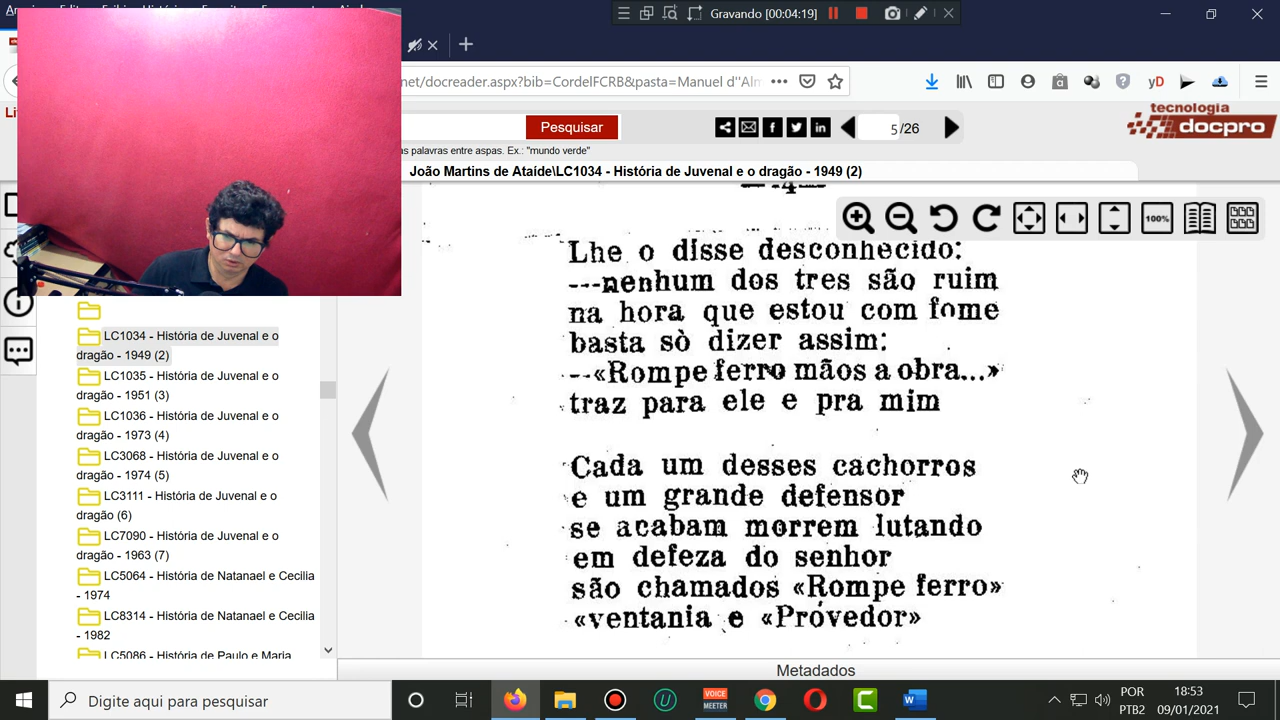 Gravando [00:04:19]
net/docreader.aspx?bib=CordelFCRB&pasta=Manuel d"Alm
yD
Li
Pesquisar
5/26
tecnologia
docpro
as palavras entre aspas. Ex.: "mundo verde"
João Martins de Ataíde\LC1034 - História de Juvenal e o dragão - 1949 (2)
100%
Lhe o disse desconhecido:
---nenhum dos tres são ruim
na hora que estou com fome
basta sò dizer assim:
--«Rompe ferro mãos a obra...»
traz para ele e pra mim
Cada um desses cachorros
e um grande defensor
se acabam morrem lutando
em defeza do senhor
são chamados «Rompe ferro»
«ventania e «Próvedor»
LC1034 - História de Juvenal e o
dragão - 1949 (2)
LC1035 - História de Juvenal e o
dragão - 1951 (3)
LC1036 - História de Juvenal e o
dragão - 1973 (4)
LC3068 - História de Juvenal e o
dragão - 1974 (5)
LC3111 - História de Juvenal e o
dragão (6)
LC7090 - História de Juvenal e o
dragão - 1963 (7)
LC5064 - História de Natanael e Cecilia
- 1974
LC8314 - História de Natanael e Cecilia
- 1982
LC5086 - História de Paulo e Maria
Metadados
Digite aqui para pesquisar
VOICE
MEETER
POR
PTB2
18:53
09/01/2021